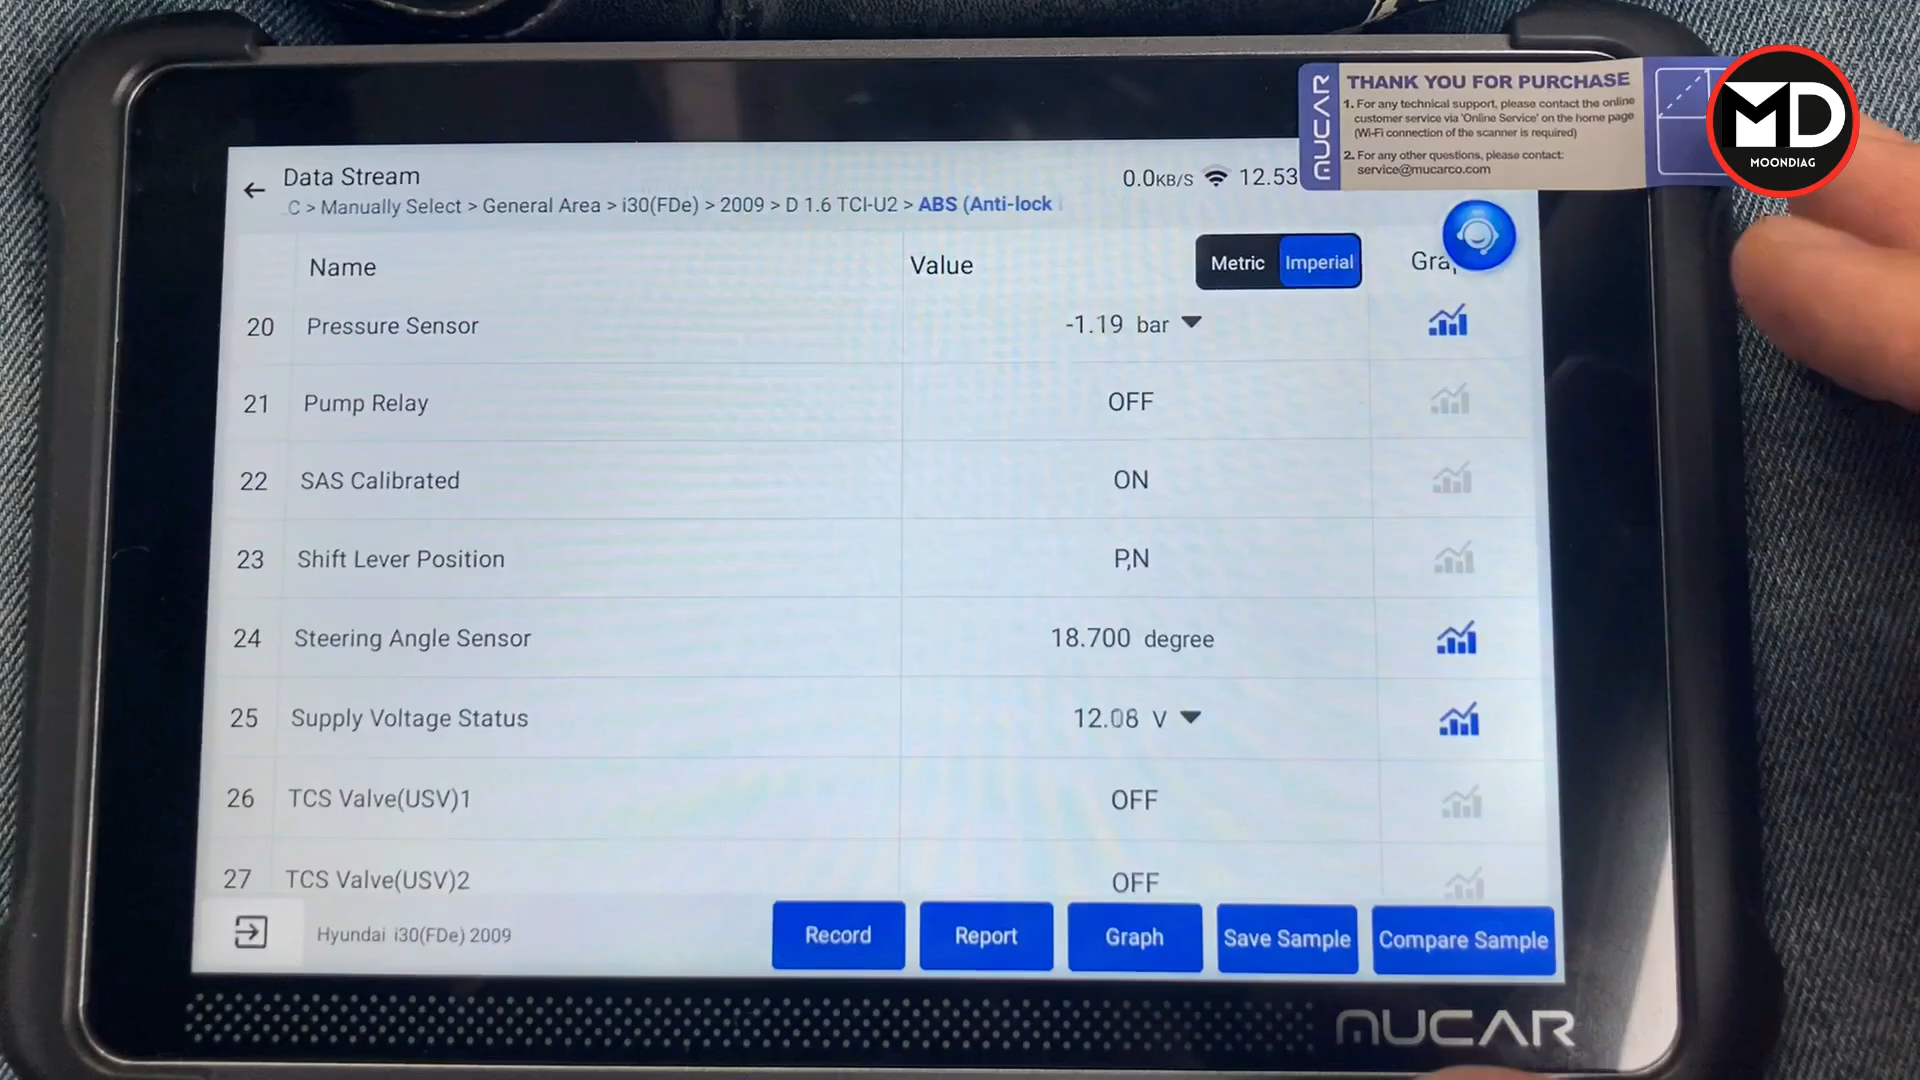 THANK YOU FOR PURCHASE
1. For any technical support, please contact the online
customer service via 'Online Service' on the home page
(Wi-Fi connection of the scanner is required)
2. For any other questions, please contact:
service@mucarco.com
MUCAR
MD
MOONDIAG
Data Stream
0.0KB/S 12.53
C > Manually Select > General Area > i30(FDe) > 2009 > D 1.6 TCI-U2 > ABS (Anti-lock
Name Value Metric Imperial
20 Pressure Sensor -1.19 bar
21 Pump Relay OFF
22 SAS Calibrated ON
23 Shift Lever Position P,N
24 Steering Angle Sensor 18.700 degree
25 Supply Voltage Status 12.08 V
26 TCS Valve(USV)1 OFF
27 TCS Valve(USV)2 OFF
Hyundai i30(FDe) 2009
Record Report Graph Save Sample Compare Sample
MUCAR